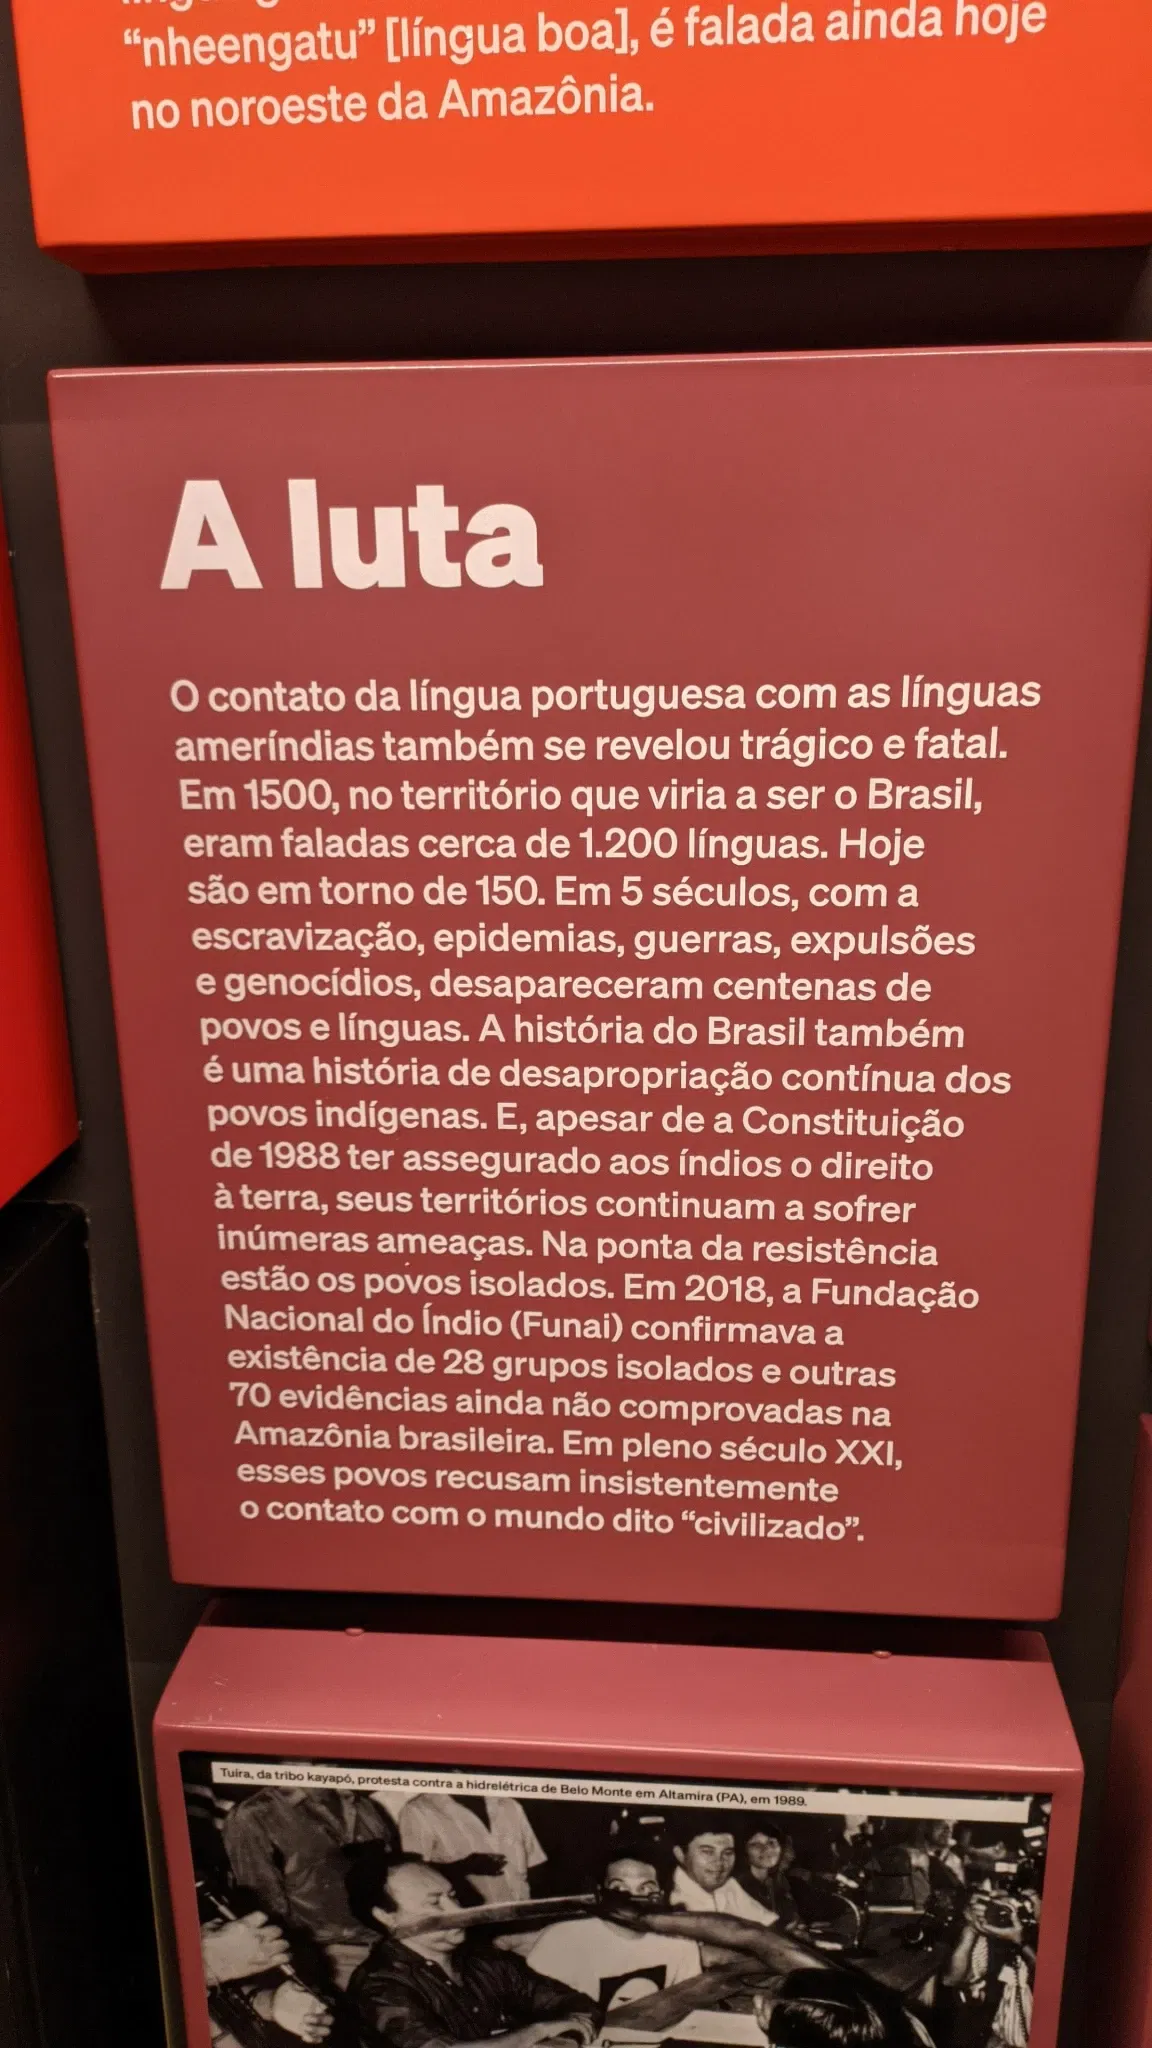 “nheengatu” [língua boa], é falada ainda hoje
no noroeste da Amazônia.
A luta
O contato da língua portuguesa com as línguas
ameríndias também se revelou trágico e fatal.
Em 1500, no território que viria a ser o Brasil,
eram faladas cerca de 1.200 línguas. Hoje
são em torno de 150. Em 5 séculos, com a
escravização, epidemias, guerras, expulsões
e genocídios, desapareceram centenas de
povos e línguas. A história do Brasil também
é uma história de desapropriação contínua dos
povos indígenas. E, apesar de a Constituição
de 1988 ter assegurado aos índios o direito
à terra, seus territórios continuam a sofrer
inúmeras ameaças. Na ponta da resistência
estão os povos isolados. Em 2018, a Fundação
Nacional do Índio (Funai) confirmava a
existência de 28 grupos isolados e outras
70 evidências ainda não comprovadas na
Amazônia brasileira. Em pleno século XXI,
esses povos recusam insistentemente
o contato com o mundo dito “civilizado”.
Tuíra, da tribo kayapó, protesta contra a hidrelétrica de Belo Monte em Altamira (PA), em 1989.